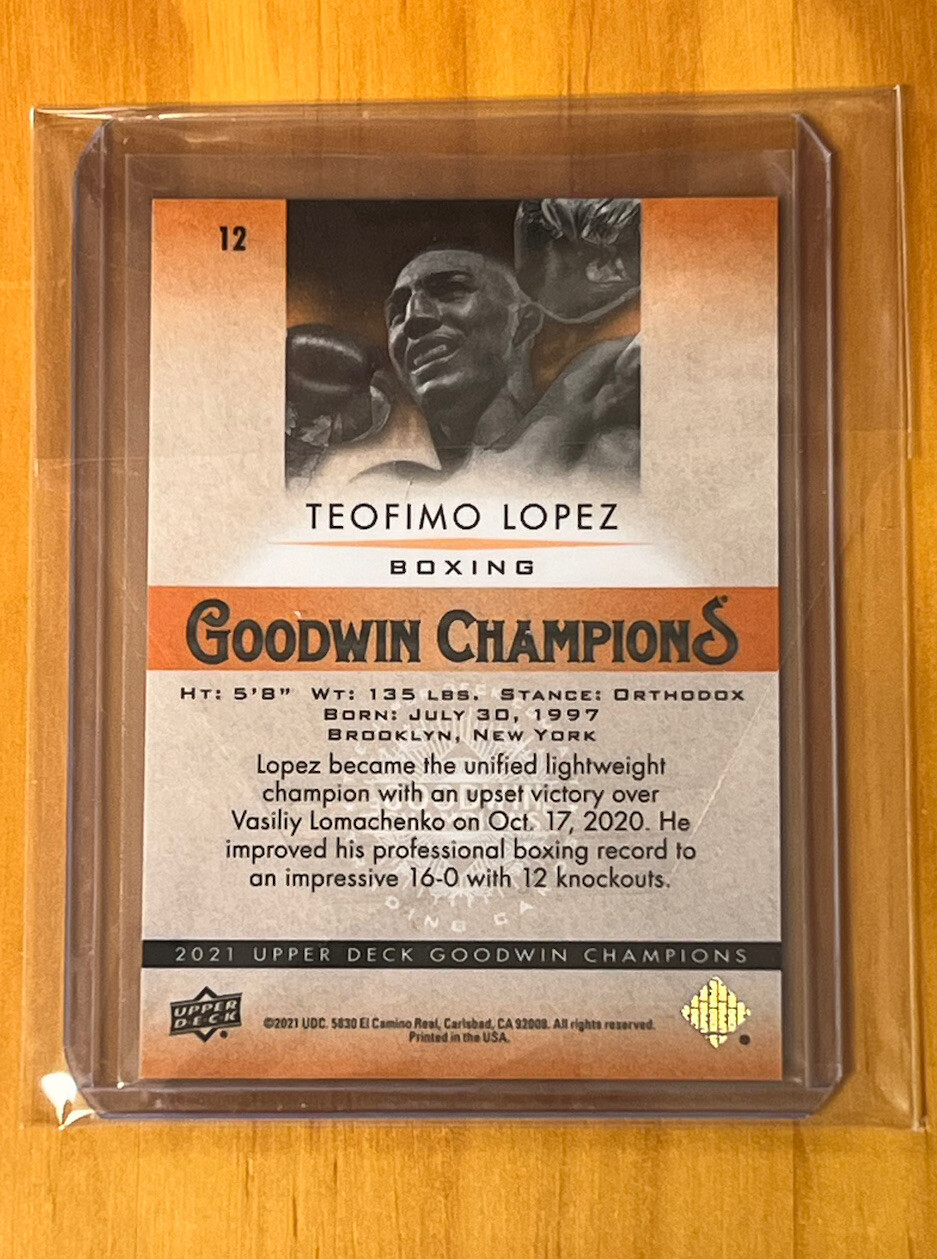 12
TEOFIMO LOPEZ
BOXING
GOODWIN CHAMPIONS
HT: 5'8" WT: 135 LBS. STANCE: ORTHODOX
BORN: JULY 30, 1997
BROOKLYN, NEW YORK
Lopez became the unified lightweight
champion with an upset victory over
Vasiliy Lomachenko on Oct. 17, 2020. He
improved his professional boxing record to
an impressive 16-0 with 12 knockouts.
2021 UPPER DECK GOODWIN CHAMPIONS
UPPER
DECK
©2021 UDC. 5830 El Camino Real, Carlsbad, CA 92008. All rights reserved.
Printed in the USA.